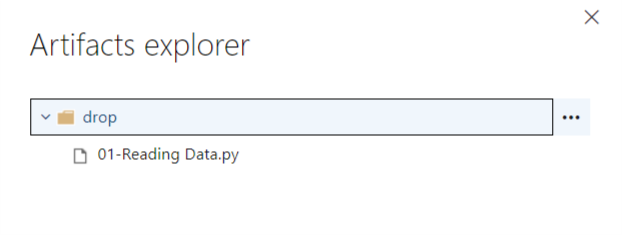 Artifacts explorer
drop
01-Reading Data.py